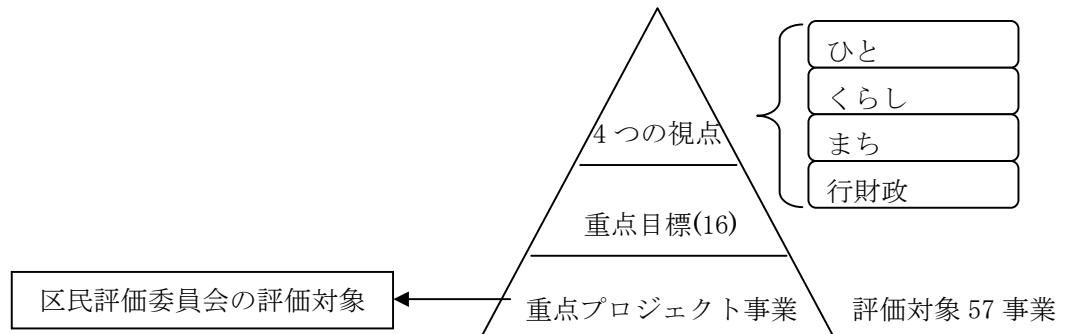 ひと
くらし
まち
行財政
4つの視点
重点目標(16)
区民評価委員会の評価対象
重点プロジェクト事業
評価対象 57 事業